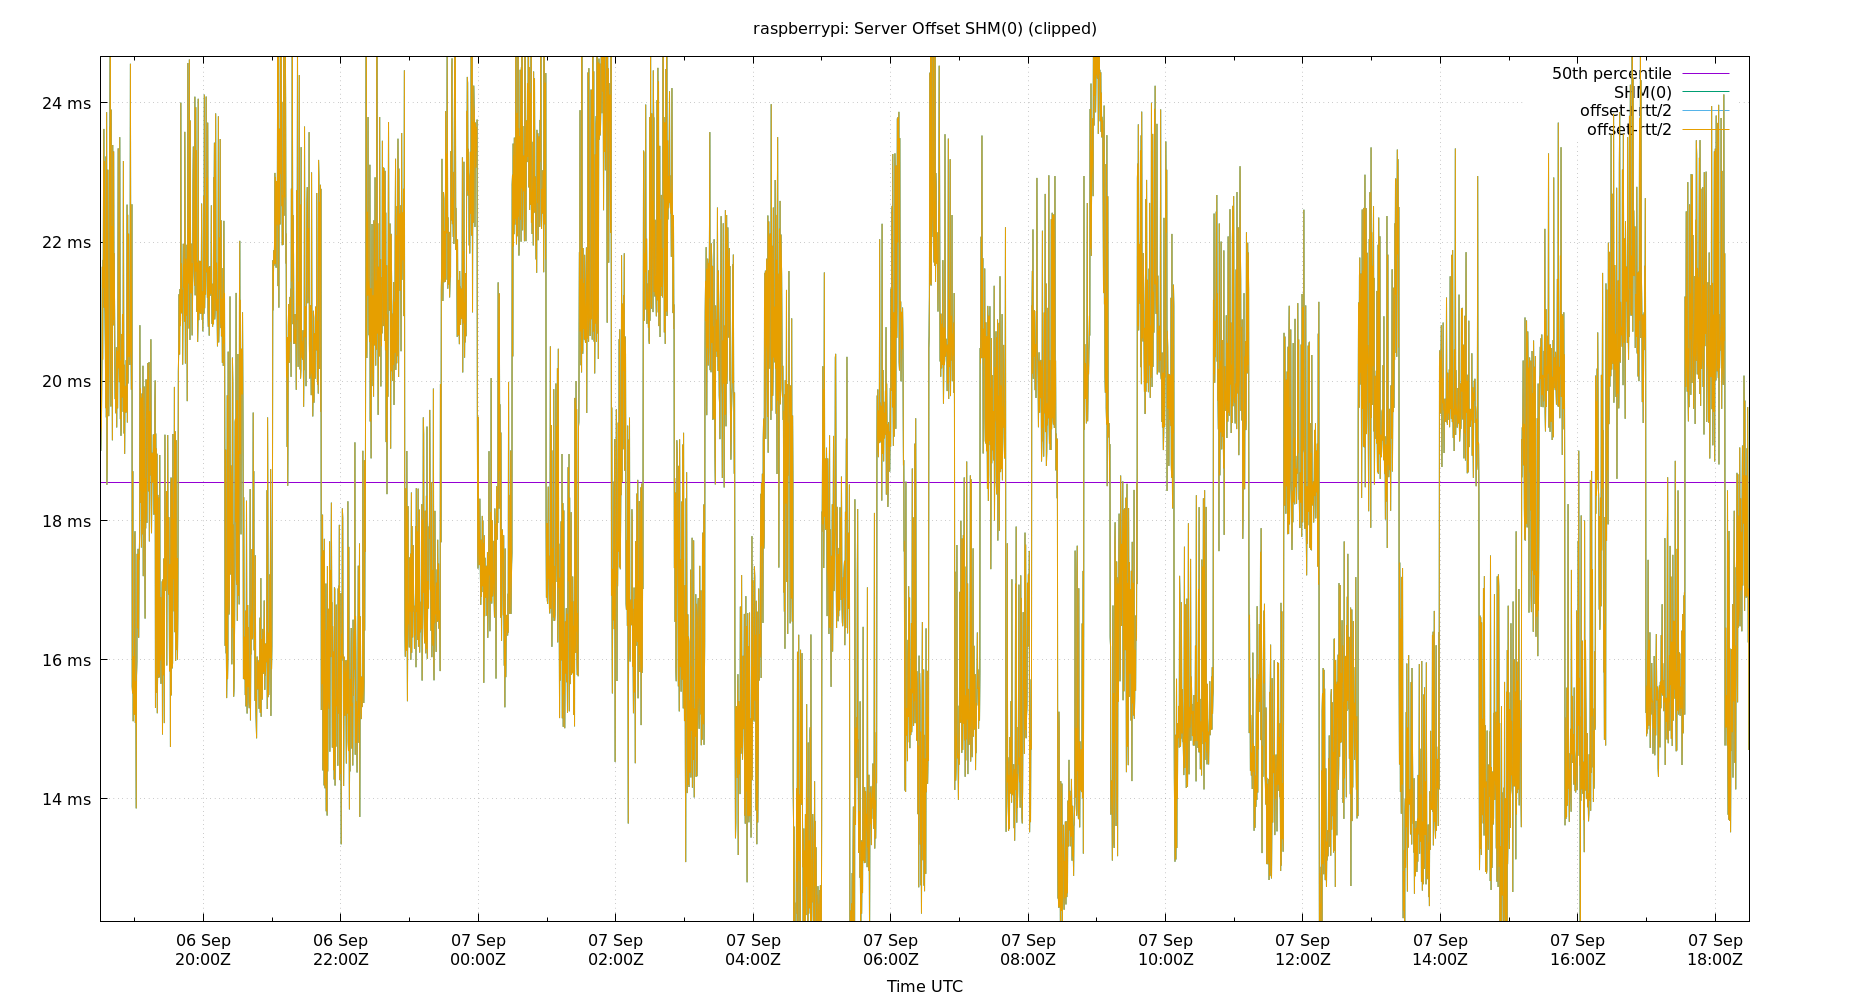 raspberrypi: Server Offset SHM(0) (clipped)
50th percentile
SHM(0)
offset+rtt/2
offset-rtt/2
24 ms
22 ms
20 ms
18 ms
16 ms
14 ms
06 Sep 06 Sep 07 Sep 07 Sep 07 Sep 07 Sep 07 Sep 07 Sep 07 Sep 07 Sep 07 Sep 07 Sep
20:00Z 22:00Z 00:00Z 02:00Z 04:00Z 06:00Z 08:00Z 10:00Z 12:00Z 14:00Z 16:00Z 18:00Z
Time UTC